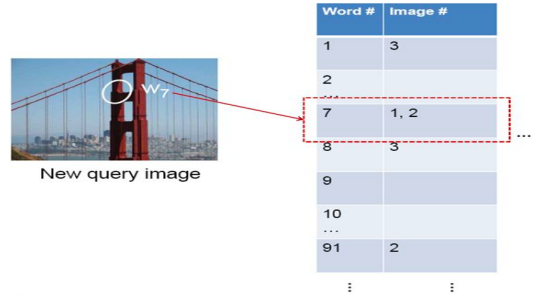 Word # Image #
1 3
2
...
W7
7 1, 2
...
8 3
New query image
9
10
...
91 2
⋮ ⋮